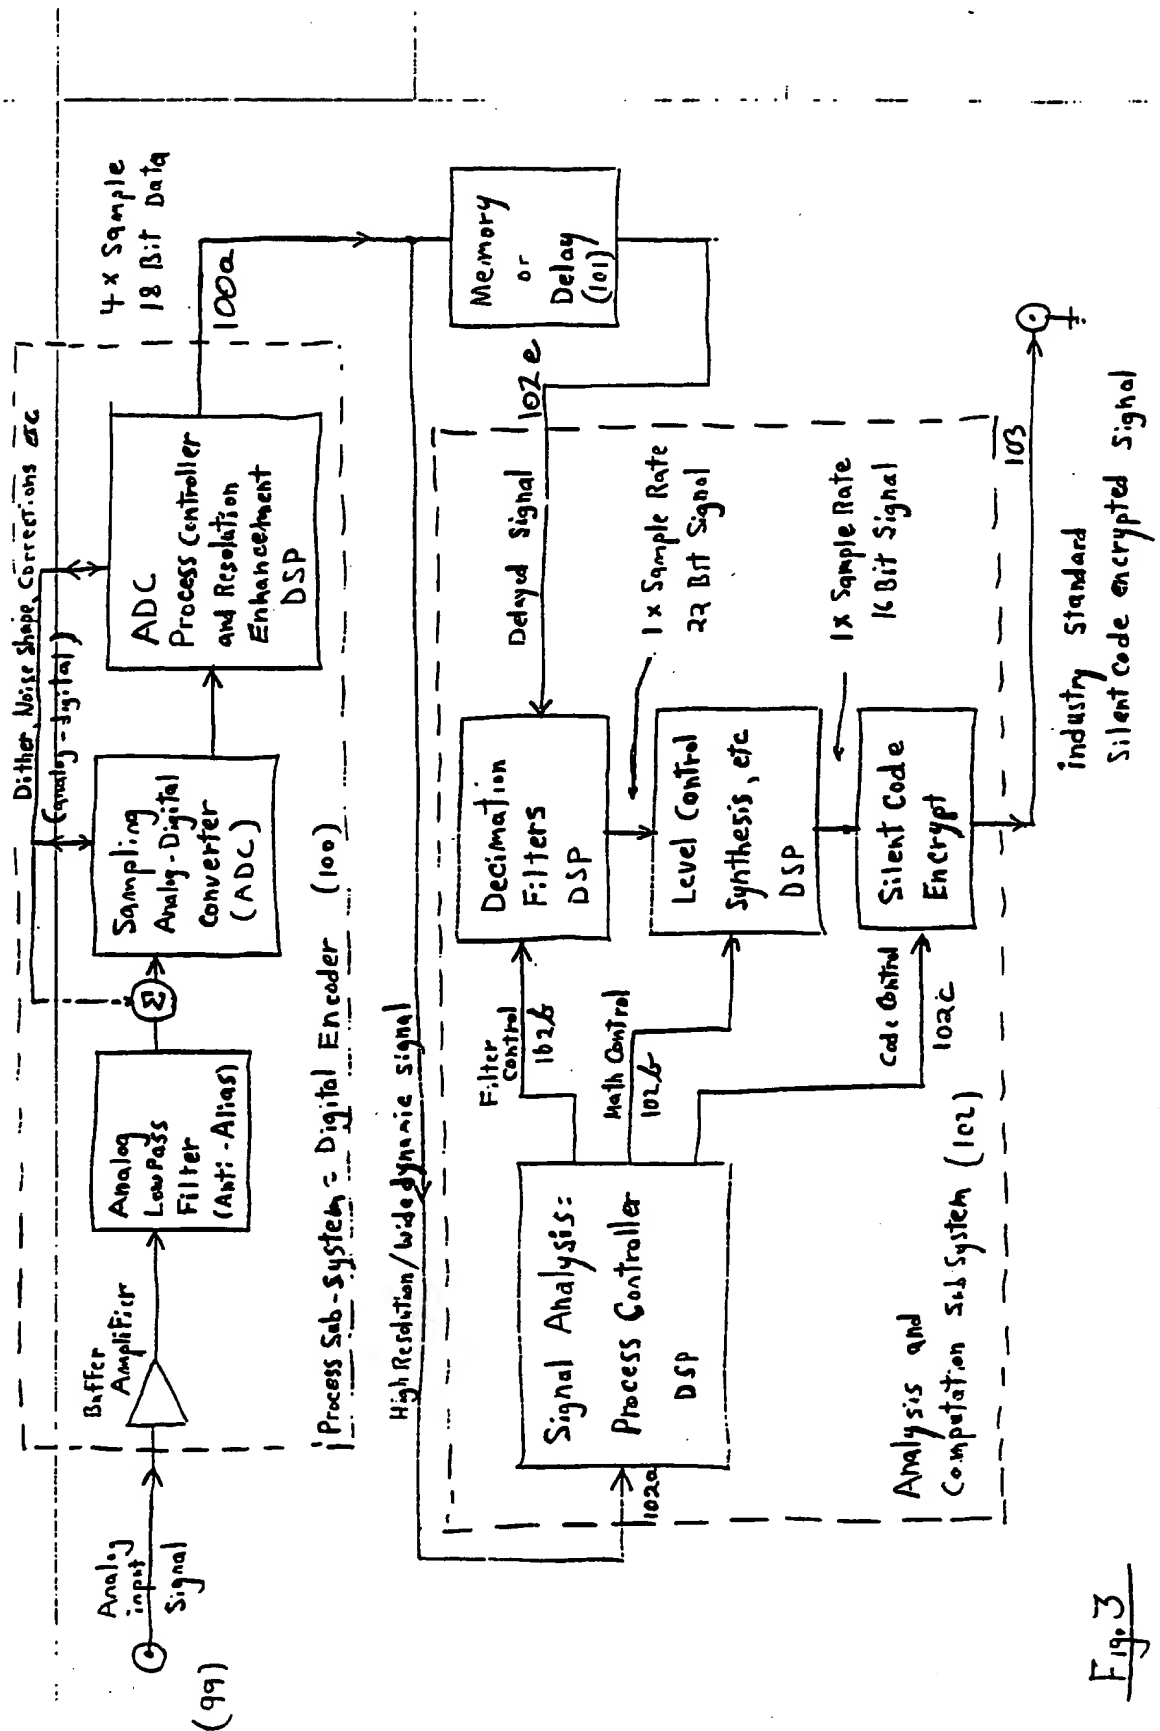 (99)
Analog
input
Signal
Buffer
Amplifier
Analog
LowPass
Filter
(Anti-Alias)
Σ
Sampling
Analog-Digital
Converter
(ADC)
Dither, Noise Shape, Corrections etc
(analog-digital)
ADC
Process Controller
and Resolution
Enhancement
DSP
4x Sample
18 Bit Data
100a
Process Sub-System = Digital Encoder (100)
High Resolution/Wide dynamic signal
Memory
or
Delay
(101)
102e
Delayed Signal
Decimation
Filters
DSP
1x Sample Rate
22 Bit Signal
Level Control
Synthesis, etc
DSP
1x Sample Rate
16 Bit Signal
Silent Code
Encrypt
Filter
Control
102b
Math Control
102b
Code Control
102c
Signal Analysis:
Process Controller
DSP
102a
Analysis and
Computation Sub System (102)
103
industry standard
Silent Code encrypted signal
Fig. 3